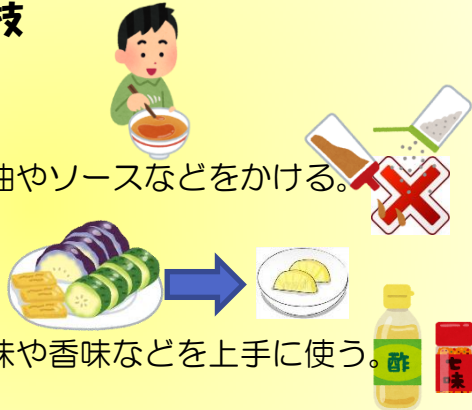 技
油やソースなどをかける。
味や香味などを上手に使う。
酢
七味